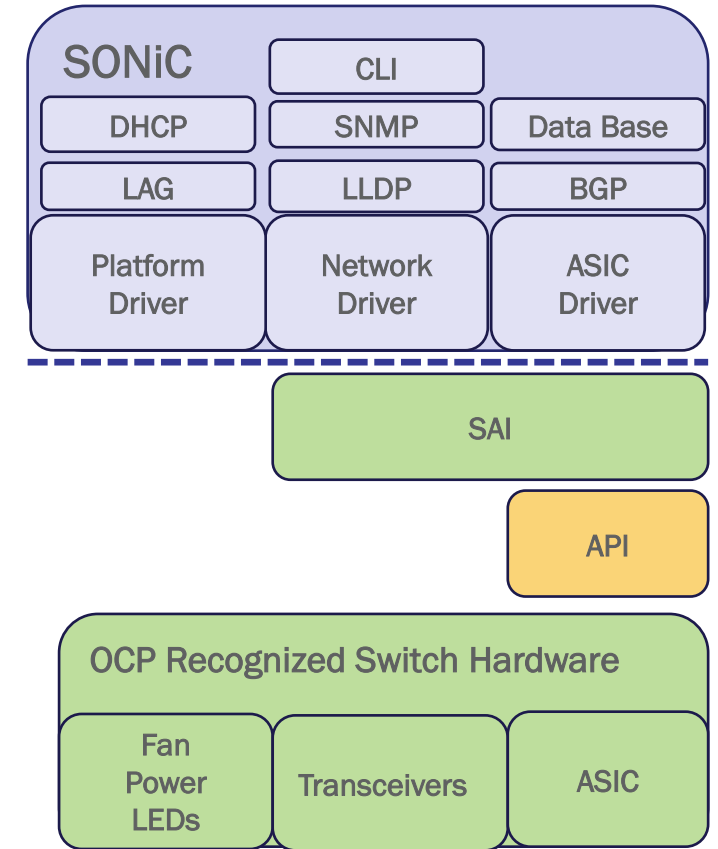 SONiC
CLI
DHCP
SNMP
Data Base
LAG
LLDP
BGP
Platform
Driver
Network
Driver
ASIC
Driver
SAI
API
OCP Recognized Switch Hardware
Fan
Power
LEDs
Transceivers
ASIC